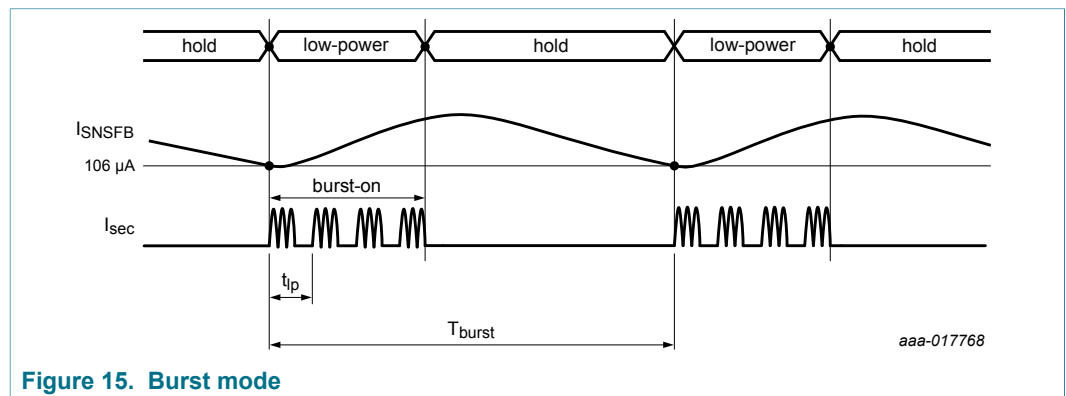 hold low-power hold low-power hold
ISNSFB
106 µA
burst-on
Isec
tlp
Tburst
aaa-017768
Figure 15. Burst mode